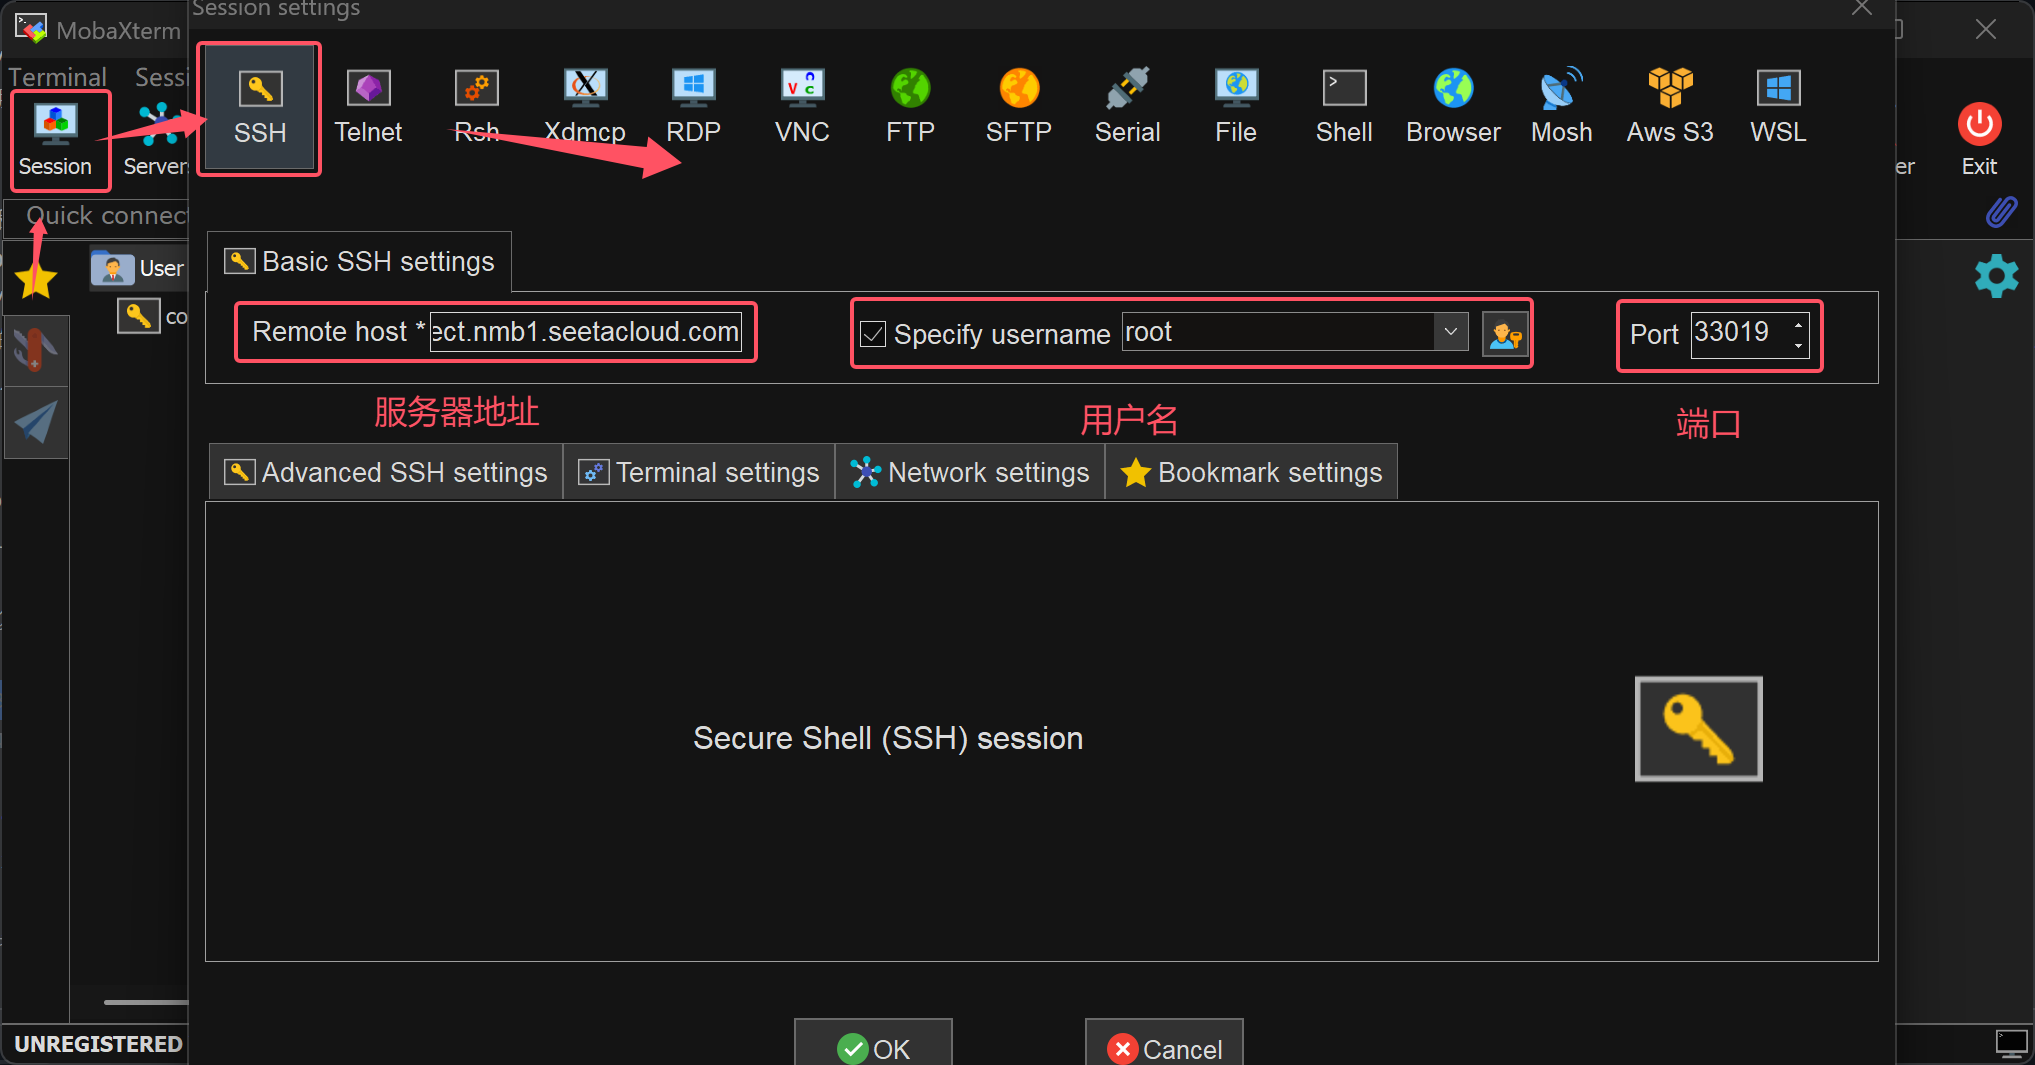 Session settings
MobaXterm
Terminal
Sessi
Session
Servers
SSH
Telnet
Rsh
Xdmcp
RDP
VNC
FTP
SFTP
Serial
File
Shell
Browser
Mosh
Aws S3
WSL
er
Exit
Quick connect
User
co
Basic SSH settings
Remote host * ect.nmb1.seetacloud.com
Specify username root
Port 33019
服务器地址
用户名
端口
Advanced SSH settings
Terminal settings
Network settings
Bookmark settings
Secure Shell (SSH) session
OK
Cancel
UNREGISTERED